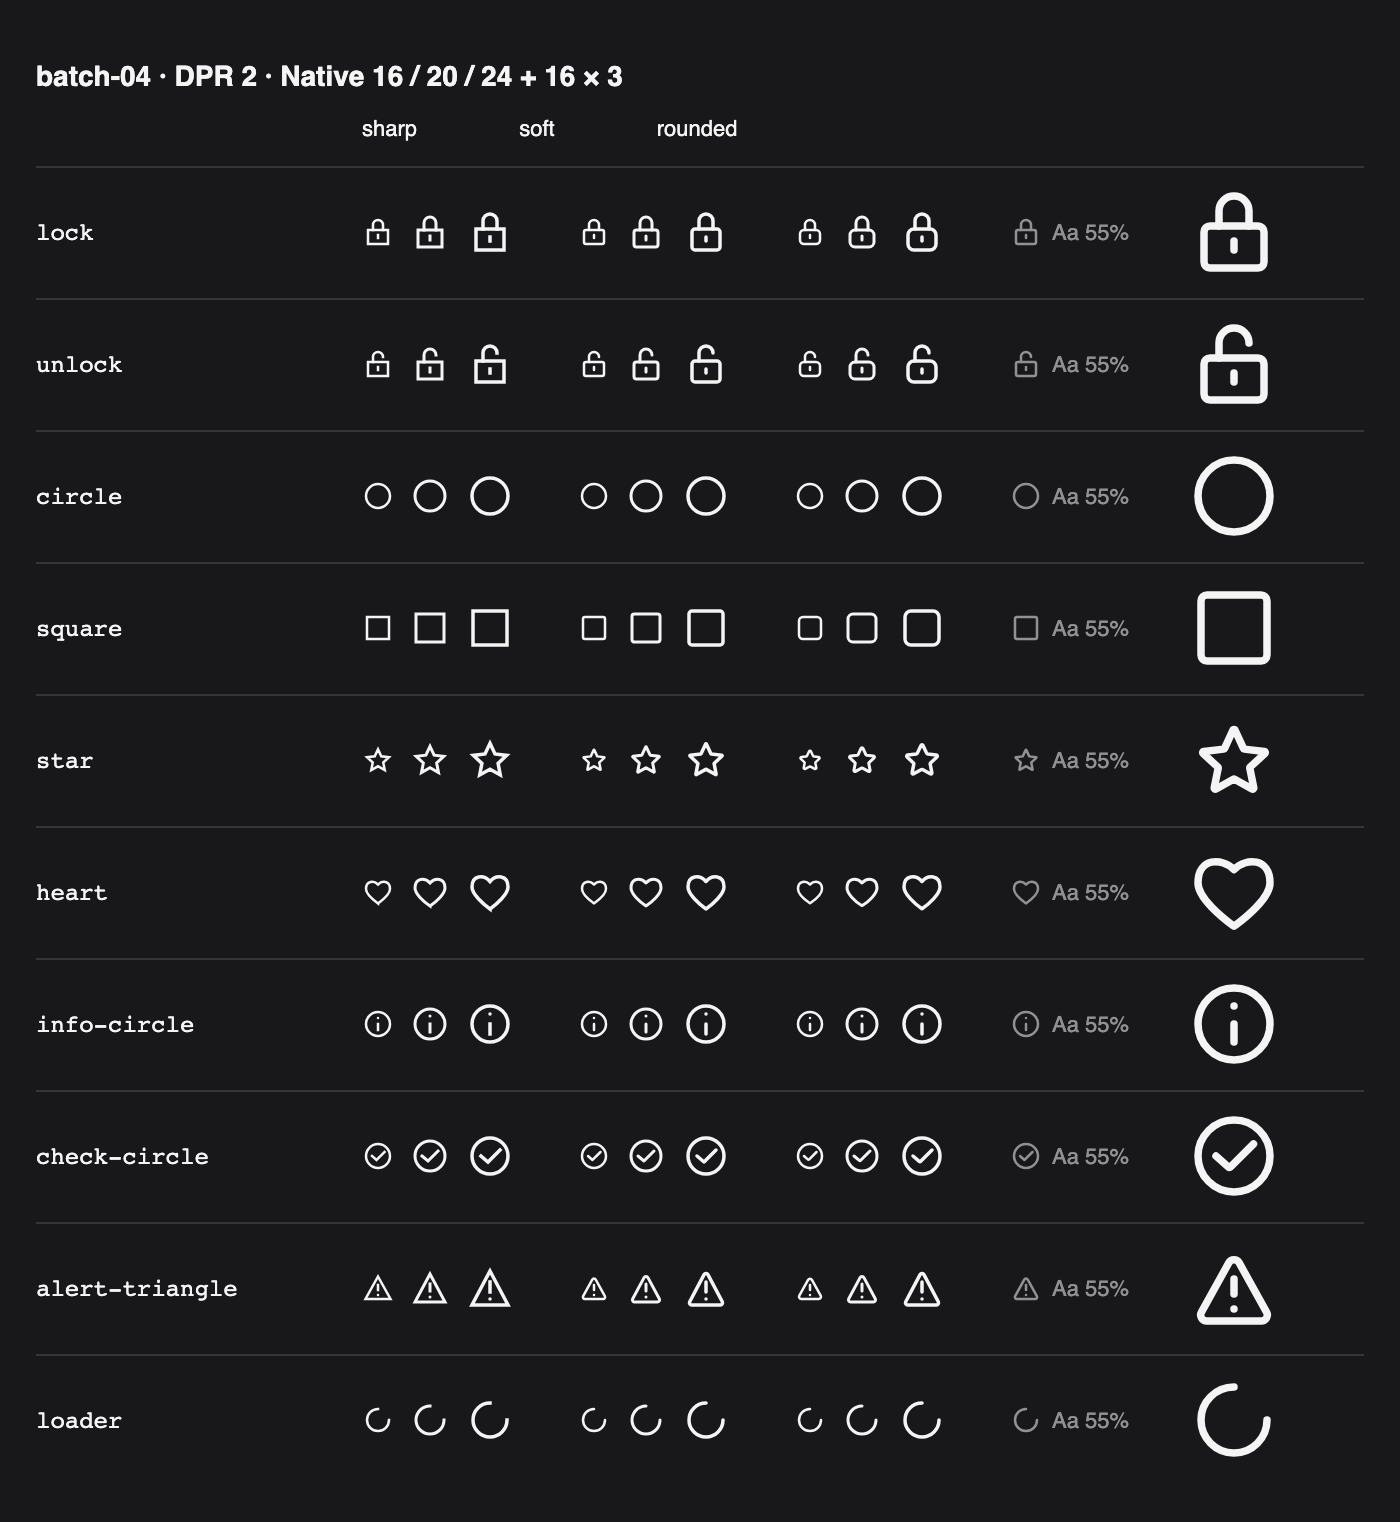 batch-04 · DPR 2 · Native 16 / 20 / 24 + 16 × 3
sharp soft rounded
lock Aa 55%
unlock Aa 55%
circle Aa 55%
square Aa 55%
star Aa 55%
heart Aa 55%
info-circle Aa 55%
check-circle Aa 55%
alert-triangle Aa 55%
loader Aa 55%